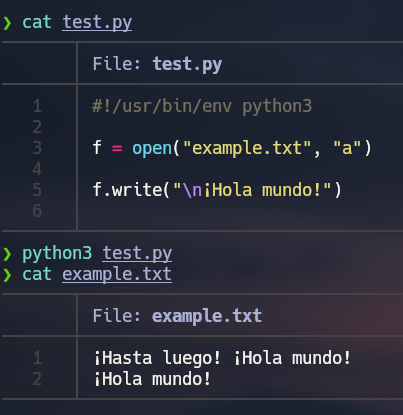 ❯ cat test.py
File: test.py
1 #!/usr/bin/env python3
2
3 f = open("example.txt", "a")
4
5 f.write("\n¡Hola mundo!")
6
❯ python3 test.py
❯ cat example.txt
File: example.txt
1 ¡Hasta luego! ¡Hola mundo!
2 ¡Hola mundo!